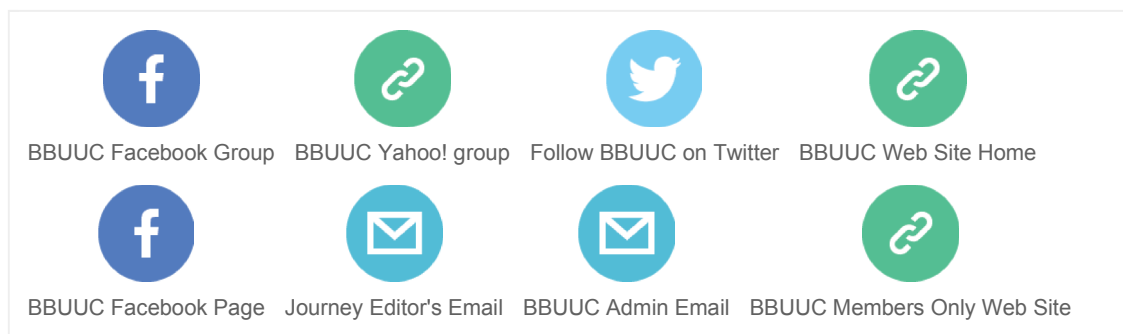 BBUUC Facebook Group BBUUC Yahoo! group Follow BBUUC on Twitter BBUUC Web Site Home
BBUUC Facebook Page Journey Editor's Email BBUUC Admin Email BBUUC Members Only Web Site